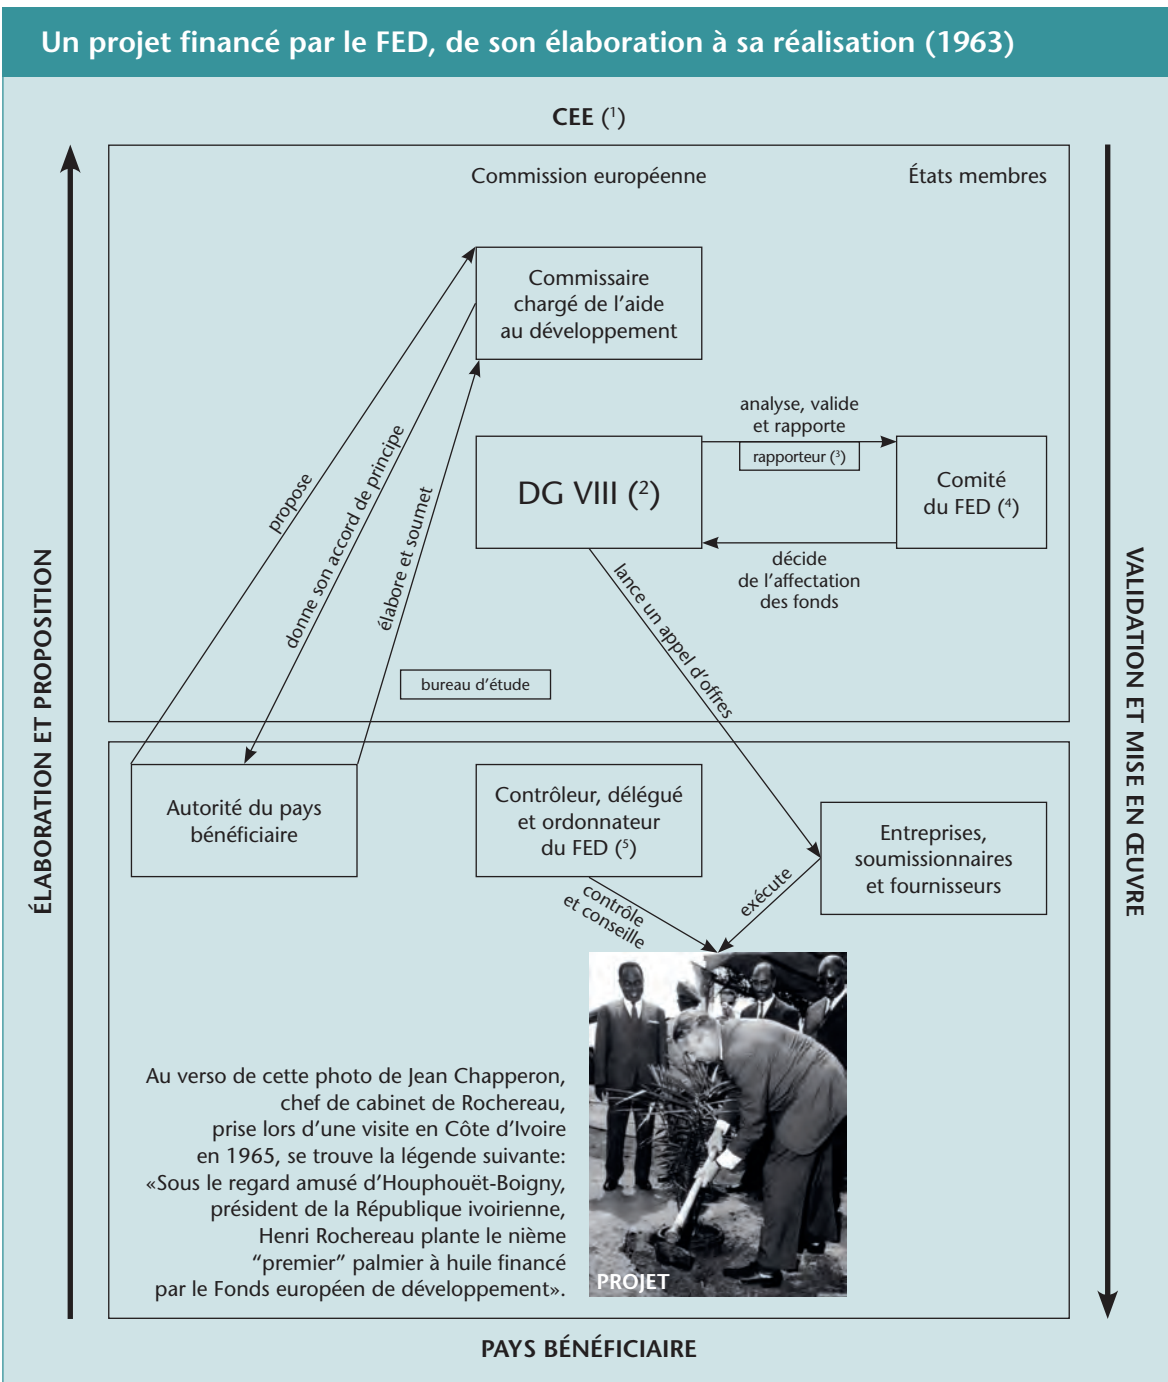 Un projet financé par le FED, de son élaboration à sa réalisation (1963)
CEE (¹)
Commission européenne
États membres
Commissaire
chargé de l’aide
au développement
analyse, valide
et rapporte
rapporteur (³)
DG VIII (²)
Comité
du FED (⁴)
décide
de l’affectation
des fonds
propose
donne son accord de principe
élabore et soumet
lance un appel d’offres
bureau d’étude
ÉLABORATION ET PROPOSITION
VALIDATION ET MISE EN ŒUVRE
Autorité du pays
bénéficiaire
Contrôleur, délégué
et ordonnateur
du FED (⁵)
Entreprises,
soumissionnaires
et fournisseurs
contrôle
et conseille
exécute
Au verso de cette photo de Jean Chapperon,
chef de cabinet de Rochereau,
prise lors d’une visite en Côte d’Ivoire
en 1965, se trouve la légende suivante:
«Sous le regard amusé d’Houphouët-Boigny,
président de la République ivoirienne,
Henri Rochereau plante le nième
“premier” palmier à huile financé
par le Fonds européen de développement».
PROJET
PAYS BÉNÉFICIAIRE